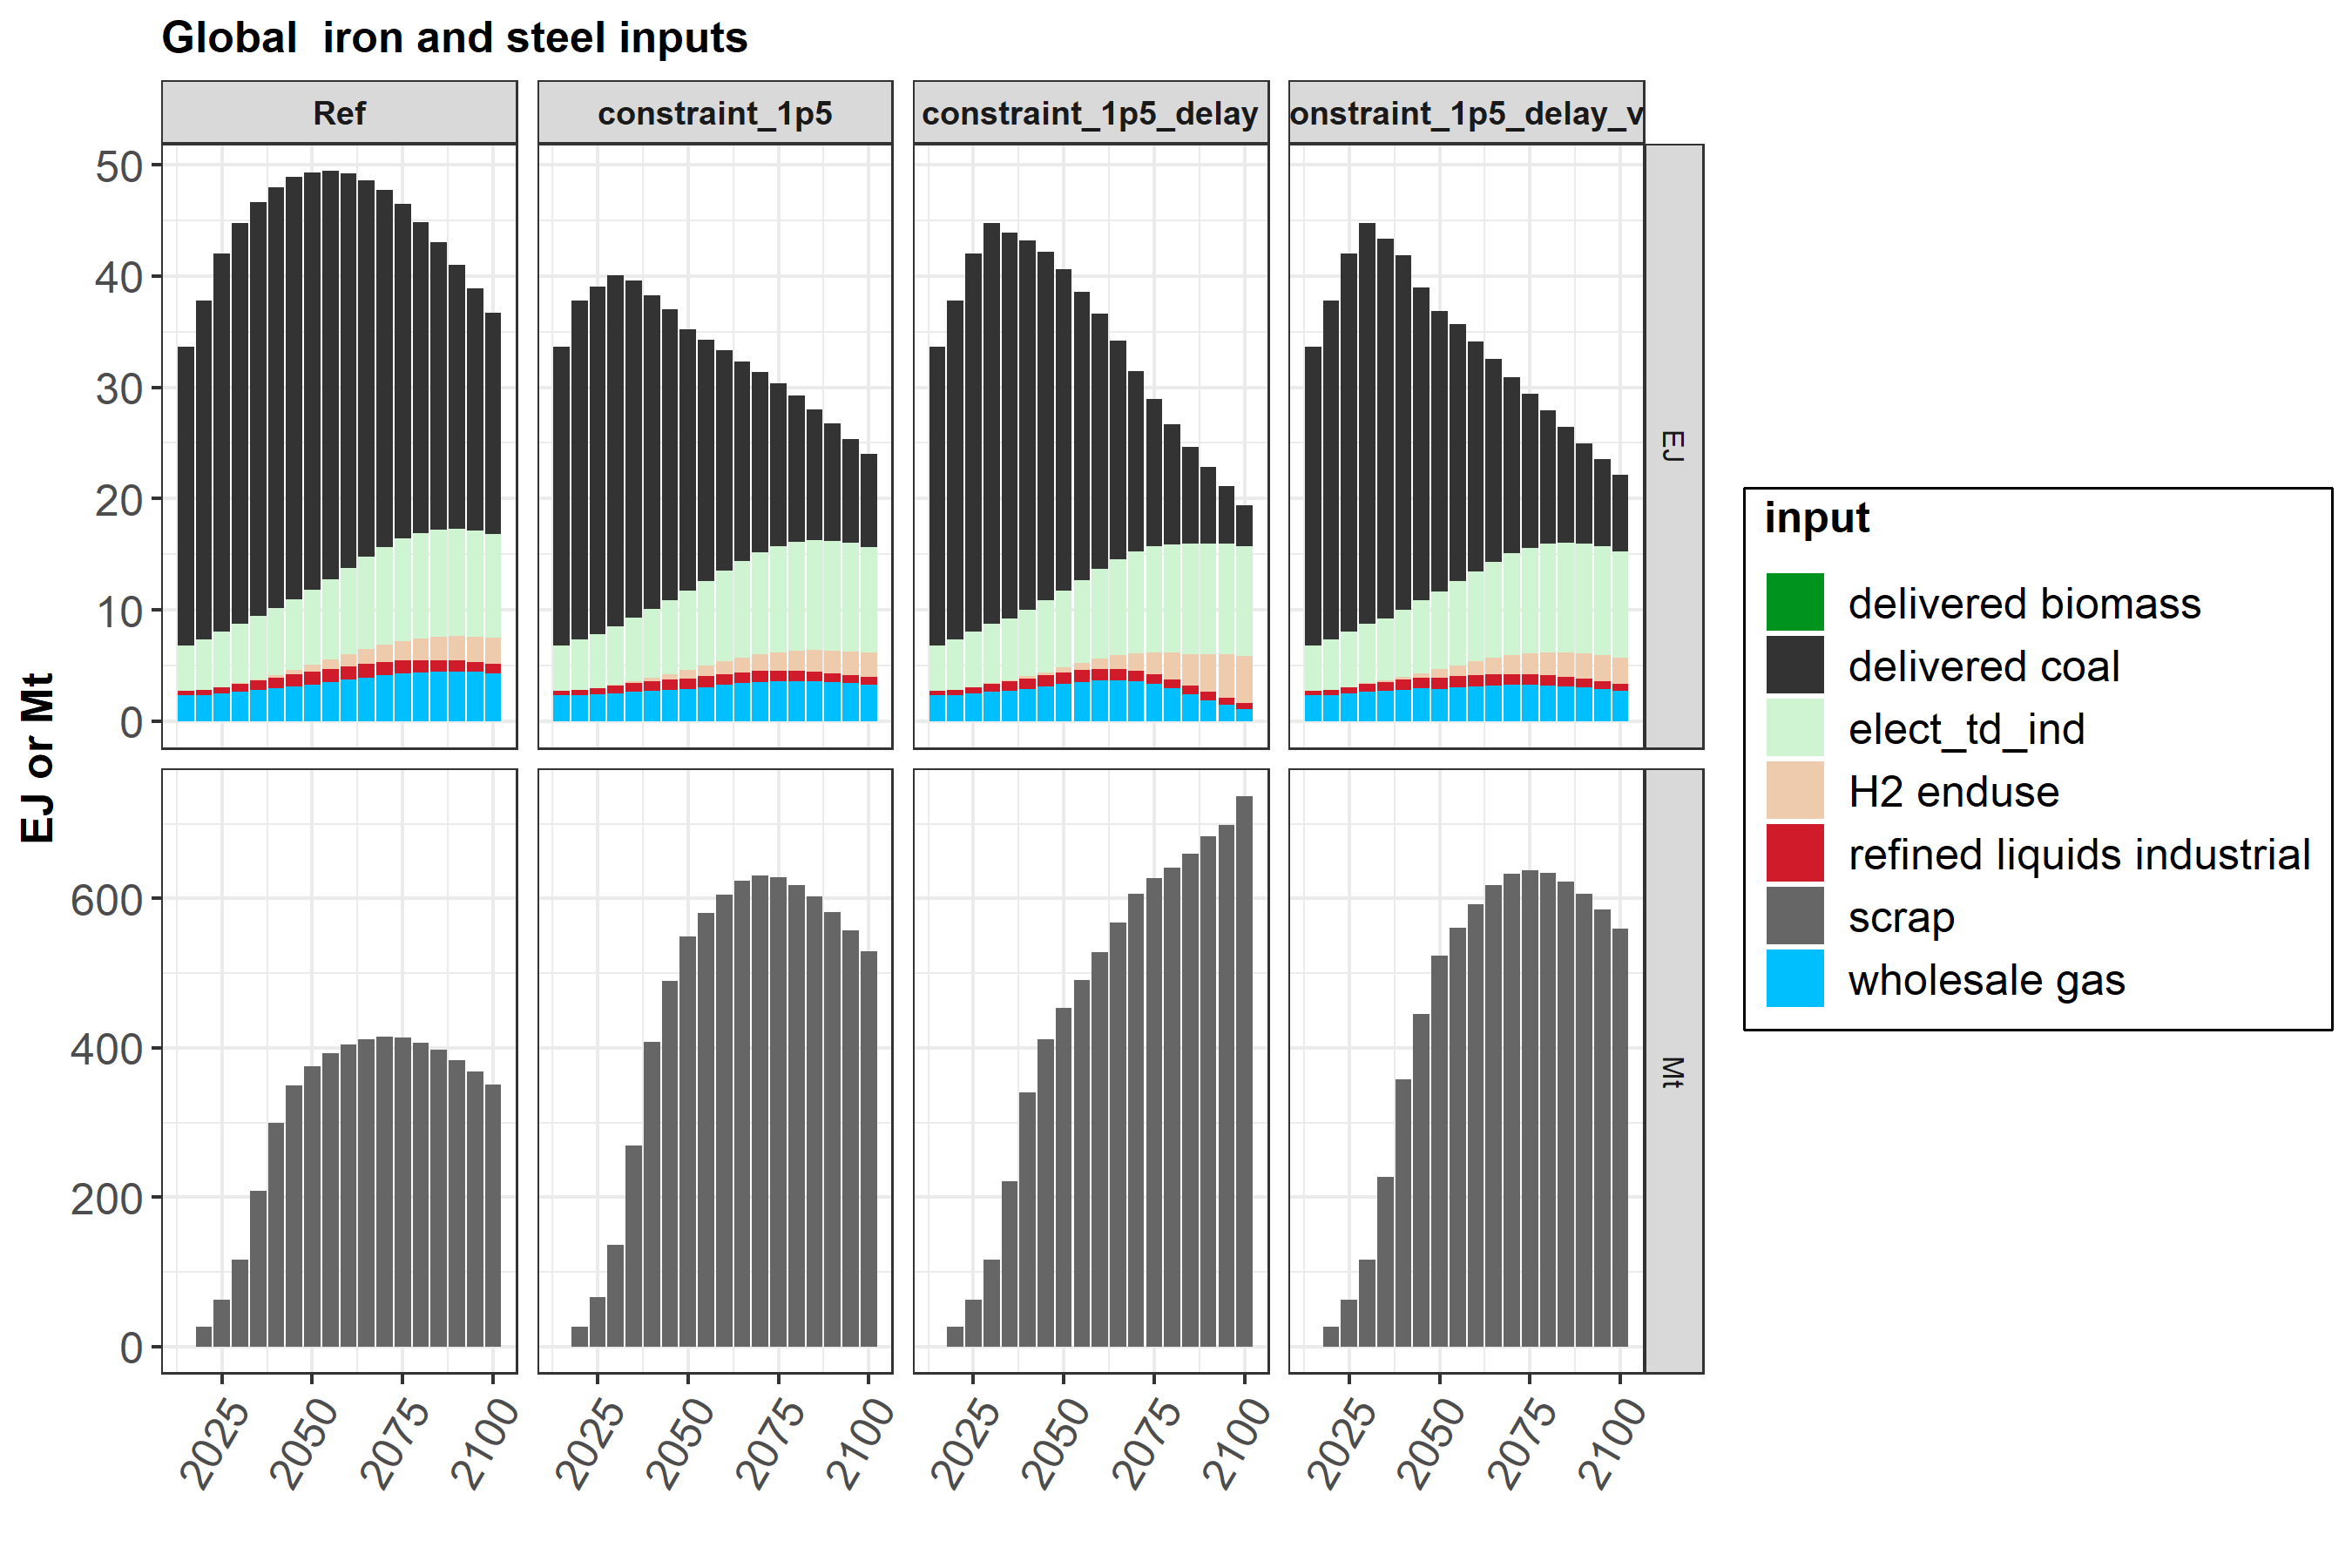 Global  iron and steel inputs
Ref
constraint_1p5
constraint_1p5_delay
onstraint_1p5_delay_v
50
40
30
20
10
0
EJ
EJ or Mt
600
400
200
0
Mt
2025
2050
2075
2100
2025
2050
2075
2100
2025
2050
2075
2100
2025
2050
2075
2100
input
delivered biomass
delivered coal
elect_td_ind
H2 enduse
refined liquids industrial
scrap
wholesale gas